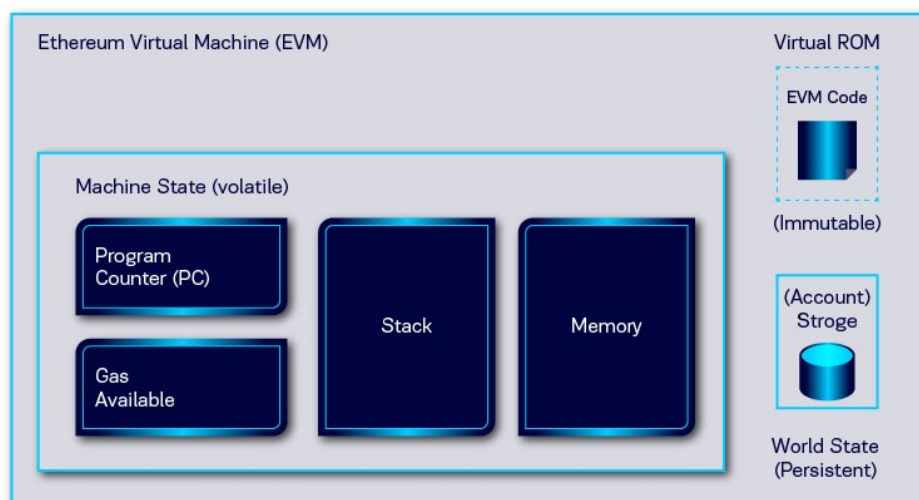 Ethereum Virtual Machine (EVM)
Virtual ROM
EVM Code
(Immutable)
Machine State (volatile)
Program
Counter (PC)
Gas
Available
Stack
Memory
(Account)
Stroge
World State
(Persistent)